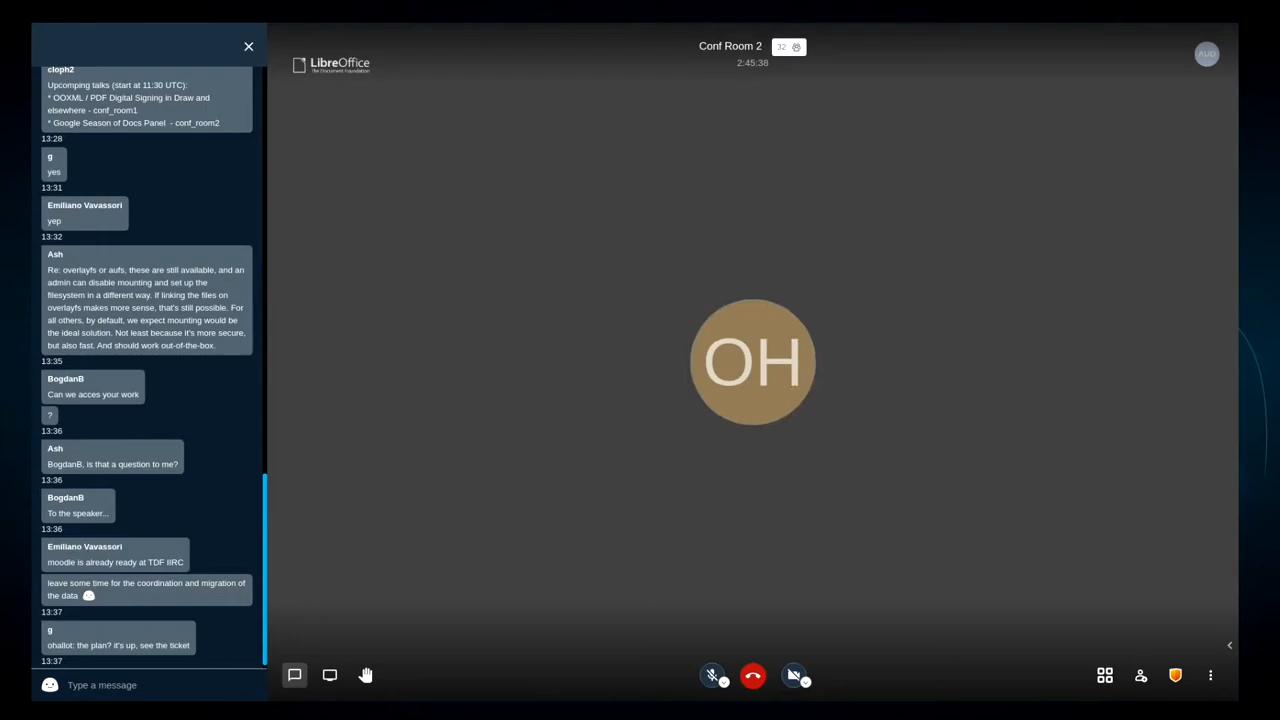 cloph2
Upcomping talks (start at 11:30 UTC):
* OOXML / PDF Digital Signing in Draw and
elsewhere - conf_room1
* Google Season of Docs Panel  - conf_room2
13:28
g
yes
13:31
Emiliano Vavassori
yep
13:32
Ash
Re: overlayfs or aufs, these are still available, and an
admin can disable mounting and set up the
filesystem in a different way. If linking the files on
overlayfs makes more sense, that's still possible. For
all others, by default, we expect mounting would be
the ideal solution. Not least because it's more secure,
but also fast. And should work out-of-the-box.
13:35
BogdanB
Can we acces your work
?
13:36
Ash
BogdanB, is that a question to me?
13:36
BogdanB
To the speaker...
13:36
Emiliano Vavassori
moodle is already ready at TDF IIRC
leave some time for the coordination and migration of
the data
13:37
g
ohallot: the plan? it's up, see the ticket
13:37
Type a message
LibreOffice
The Document Foundation
Conf Room 2
32
2:45:38
AUD
OH